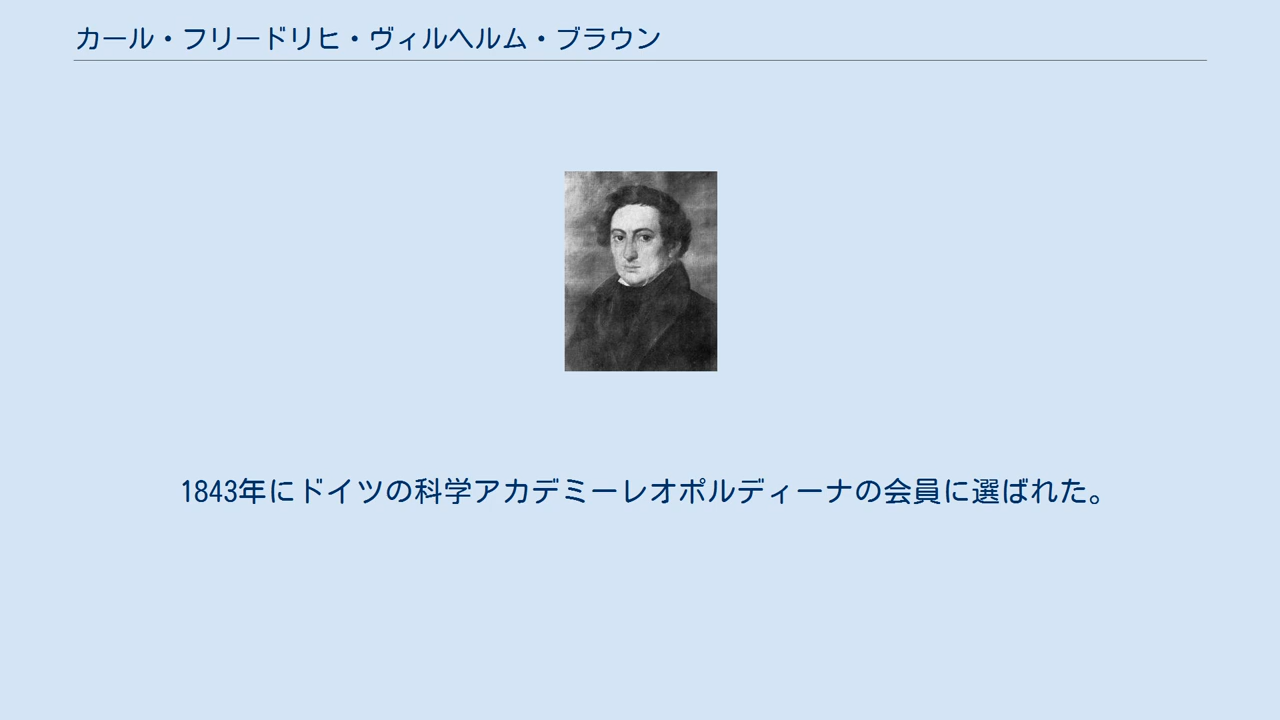 カール・フリードリヒ・ヴィルヘルム・ブラウン
1843年にドイツの科学アカデミーレオポルディーナの会員に選ばれた。